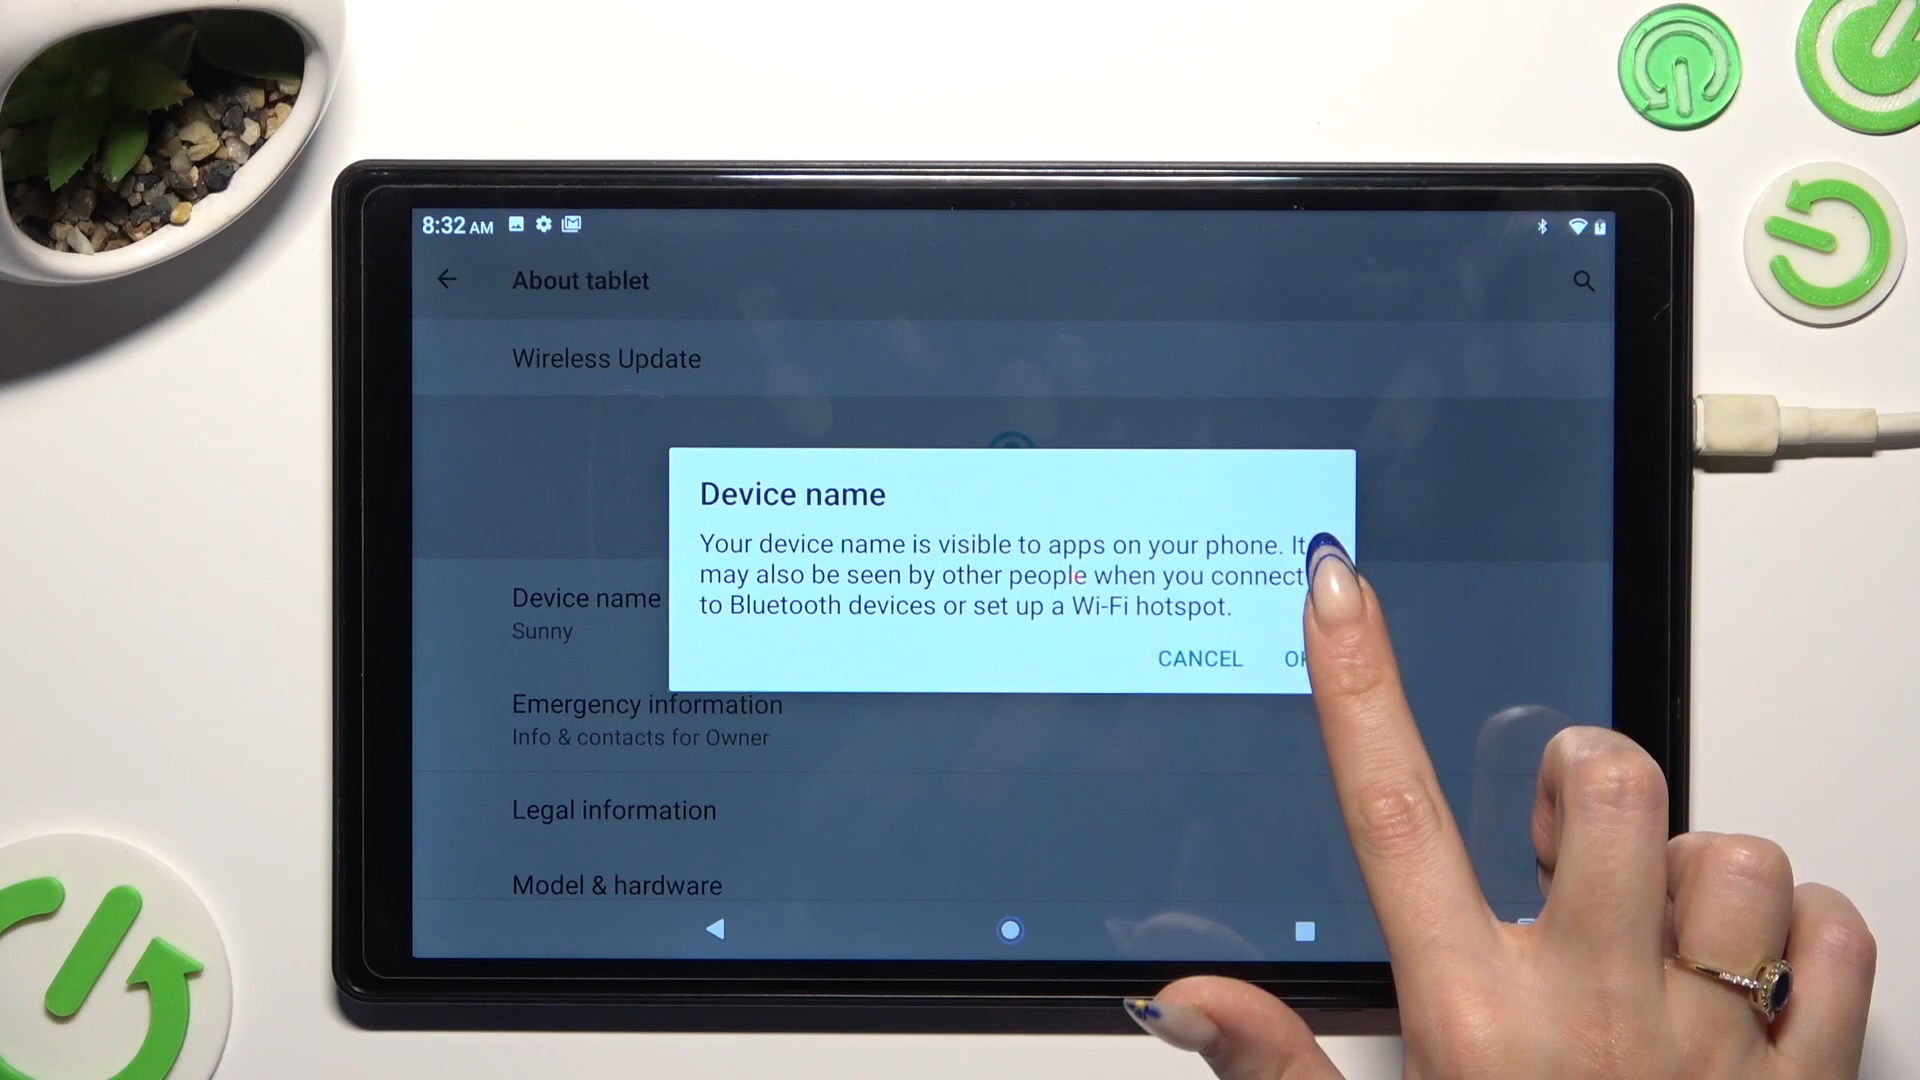 8:32 AM
About tablet
Wireless Update
Device name
Your device name is visible to apps on your phone. It
may also be seen by other people when you connect
to Bluetooth devices or set up a Wi-Fi hotspot.
CANCEL OK
Device name
Sunny
Emergency information
Info & contacts for Owner
Legal information
Model & hardware